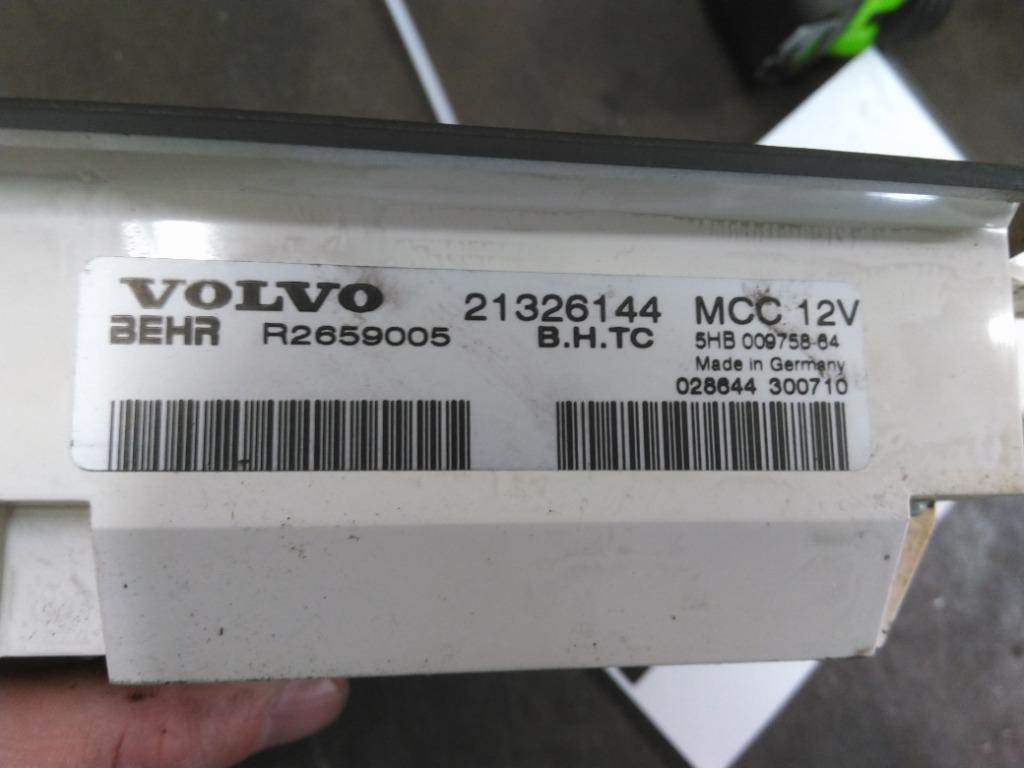 VOLVO 21326144 MCC 12V
BEHR R2659005 B.H.TC 5HB 009758-64
Made in Germany
028644 300710